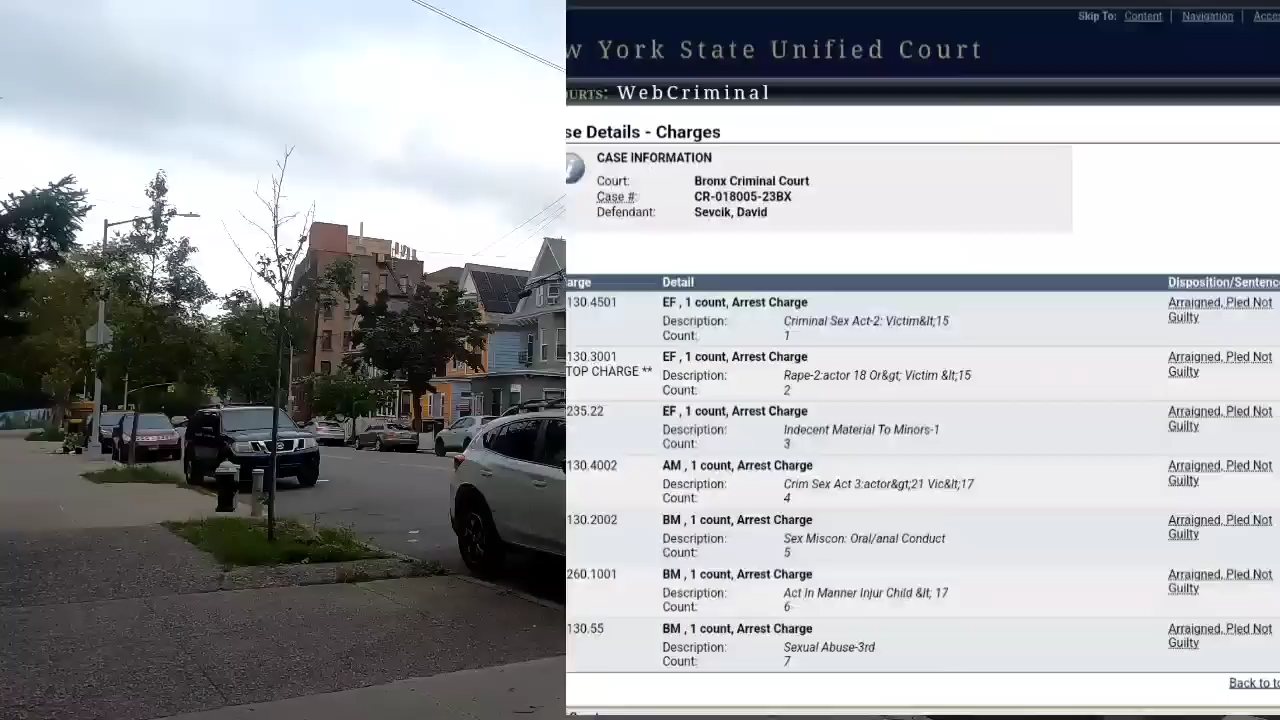 Skip To: Content | Navigation | Acce
w York State Unified Court
OURTS: WebCriminal
se Details - Charges
CASE INFORMATION
Court: Bronx Criminal Court
Case #: CR-018005-23BX
Defendant: Sevcik, David
arge Detail Disposition/Sentenc
130.4501 EF , 1 count, Arrest Charge Arraigned, Pled Not
Guilty
Description: Criminal Sex Act-2: Victim&lt;15
Count: 1
130.3001 EF , 1 count, Arrest Charge Arraigned, Pled Not
TOP CHARGE ** Guilty
Description: Rape-2:actor 18 Or&gt; Victim &lt;15
Count: 2
235.22 EF , 1 count, Arrest Charge Arraigned, Pled Not
Guilty
Description: Indecent Material To Minors-1
Count: 3
130.4002 AM , 1 count, Arrest Charge Arraigned, Pled Not
Guilty
Description: Crim Sex Act 3:actor&gt;21 Vic&lt;17
Count: 4
130.2002 BM , 1 count, Arrest Charge Arraigned, Pled Not
Guilty
Description: Sex Miscon: Oral/anal Conduct
Count: 5
260.1001 BM , 1 count, Arrest Charge Arraigned, Pled Not
Guilty
Description: Act In Manner Injur Child &lt; 17
Count: 6
130.55 BM , 1 count, Arrest Charge Arraigned, Pled Not
Guilty
Description: Sexual Abuse-3rd
Count: 7
Back to to